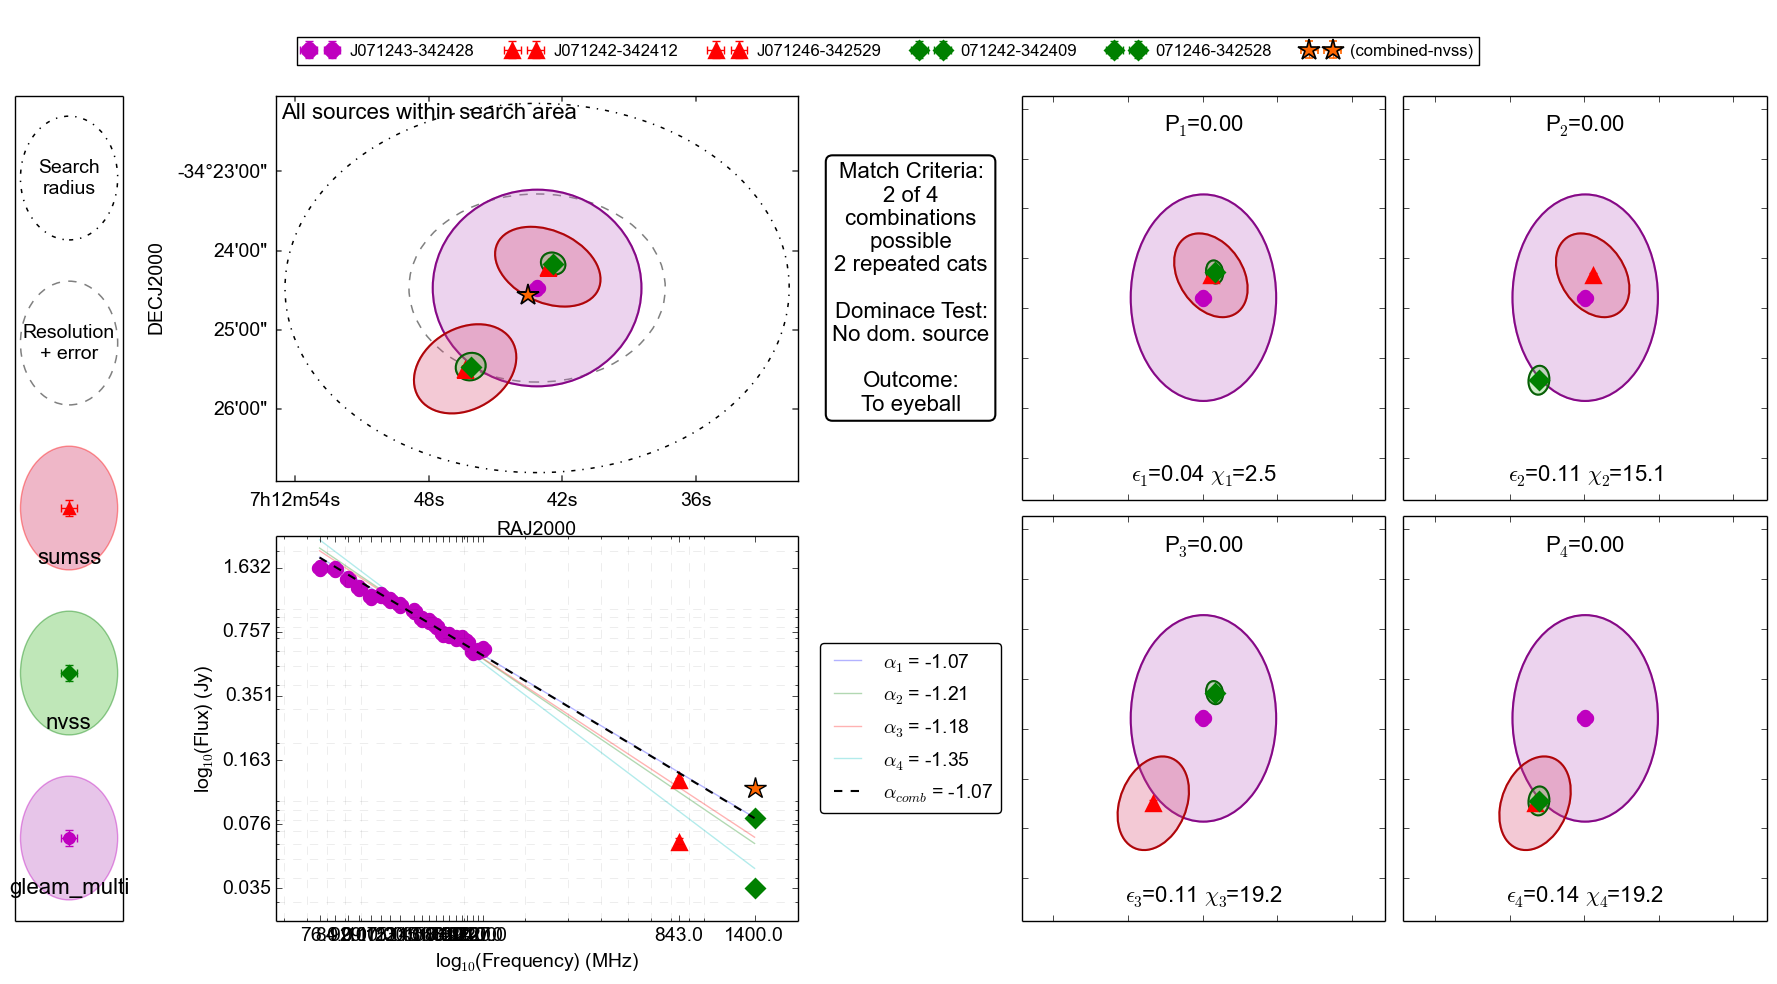 J071243-342428 J071242-342412 J071246-342529 071242-342409 071246-342528 (combined-nvss)
Search
radius
Resolution
+ error
sumss
nvss
gleam_multi
All sources within search area
DECJ2000
-34°23'00"
24'00"
25'00"
26'00"
7h12m54s 48s 42s 36s
RAJ2000
Match Criteria:
2 of 4
combinations
possible
2 repeated cats
Dominace Test:
No dom. source
Outcome:
To eyeball
P1=0.00
ϵ1=0.04 χ1=2.5
P2=0.00
ϵ2=0.11 χ2=15.1
P3=0.00
ϵ3=0.11 χ3=19.2
P4=0.00
ϵ4=0.14 χ4=19.2
log10(Flux) (Jy)
1.632
0.757
0.351
0.163
0.076
0.035
843.0 1400.0
log10(Frequency) (MHz)
α1 = -1.07
α2 = -1.21
α3 = -1.18
α4 = -1.35
αcomb = -1.07